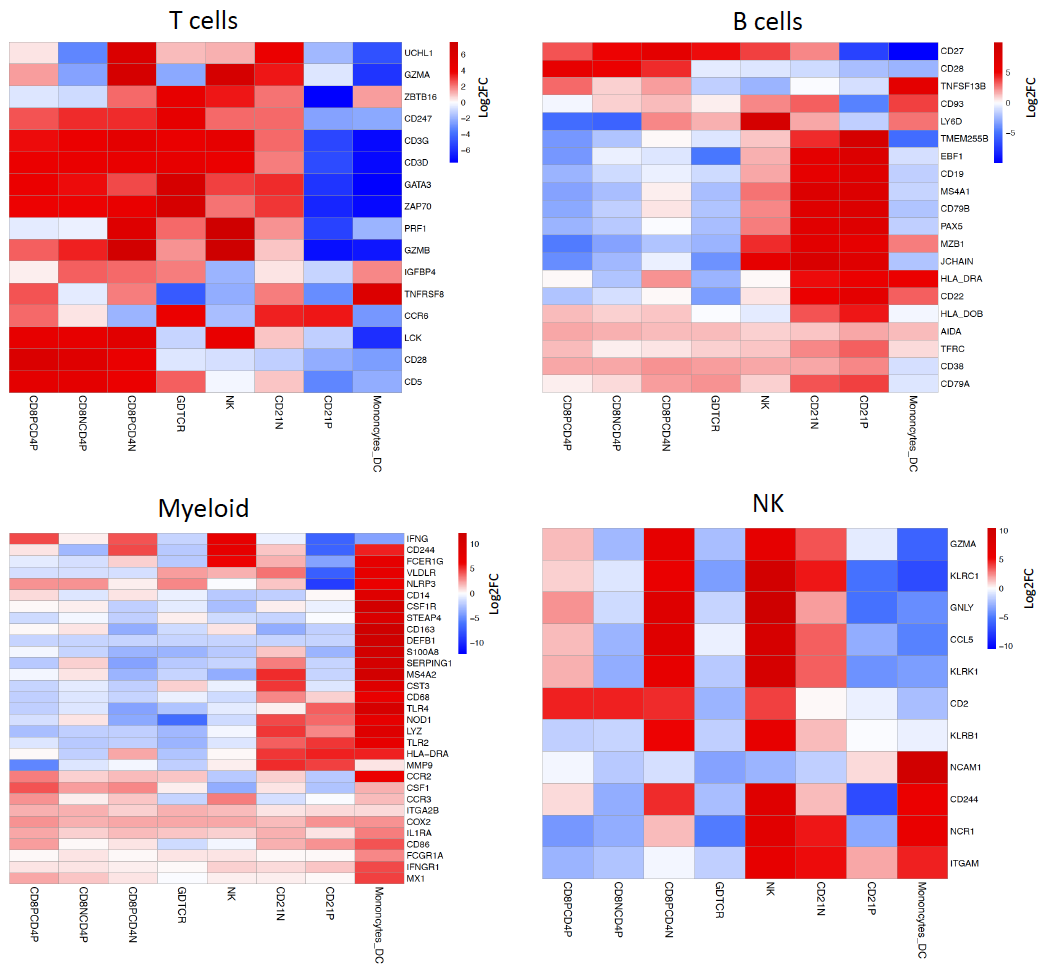 T cells
UCHL1
GZMA
ZBTB16
CD247
CD3G
CD3D
GATA3
ZAP70
PRF1
GZMB
IGFBP4
TNFRSF8
CCR6
LCK
CD28
CD5
6
4
2
0
−2
−4
−6
Log2FC
CD8PCD4P
CD8NCD4P
CD8PCD4N
GDTCR
NK
CD21N
CD21P
Mononcytes_DC
B cells
CD27
CD28
TNFSF13B
CD93
LY6D
TMEM255B
EBF1
CD19
MS4A1
CD79B
PAX5
MZB1
JCHAIN
HLA_DRA
CD22
HLA_DOB
AIDA
TFRC
CD38
CD79A
5
0
−5
Log2FC
CD8PCD4P
CD8NCD4P
CD8PCD4N
GDTCR
NK
CD21N
CD21P
Mononcytes_DC
Myeloid
IFNG
CD244
FCER1G
VLDLR
NLRP3
CD14
CSF1R
STEAP4
CD163
DEFB1
S100A8
SERPING1
MS4A2
CST3
CD68
TLR4
NOD1
LYZ
TLR2
HLA−DRA
MMP9
CCR2
CSF1
CCR3
ITGA2B
COX2
IL1RA
CD86
FCGR1A
IFNGR1
MX1
10
5
0
−5
−10
Log2FC
CD8PCD4P
CD8NCD4P
CD8PCD4N
GDTCR
NK
CD21N
CD21P
Mononcytes_DC
NK
GZMA
KLRC1
GNLY
CCL5
KLRK1
CD2
KLRB1
NCAM1
CD244
NCR1
ITGAM
10
5
0
−5
−10
Log2FC
CD8PCD4P
CD8NCD4P
CD8PCD4N
GDTCR
NK
CD21N
CD21P
Mononcytes_DC